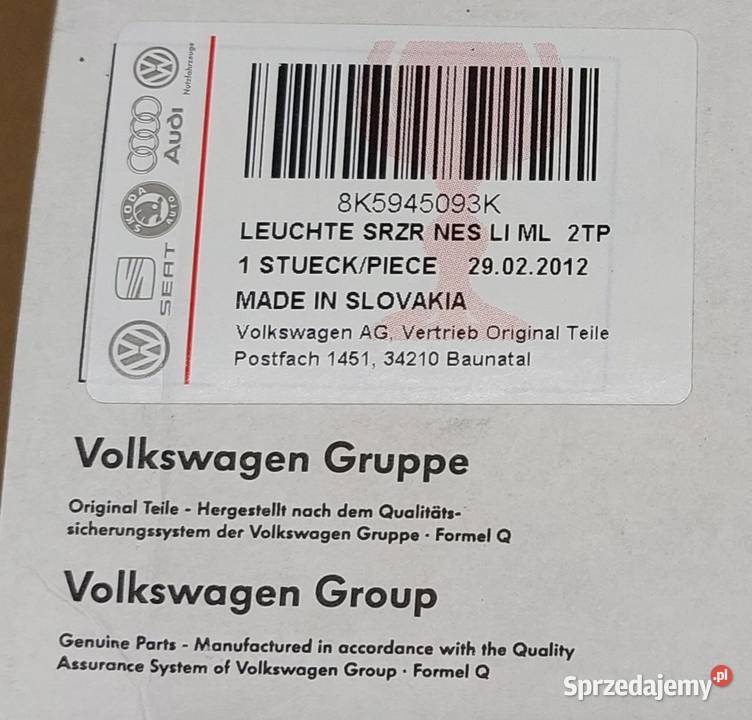 Nutzfahrzeuge
Audi
SKODA
AUTO
SEAT
8K5945093K
LEUCHTE SRZR NES LI ML 2TP
1 STUECK/PIECE 29.02.2012
MADE IN SLOVAKIA
Volkswagen AG, Vertrieb Original Teile
Postfach 1451, 34210 Baunatal
Volkswagen Gruppe
Original Teile - Hergestellt nach dem Qualitäts-
sicherungssystem der Volkswagen Gruppe · Formel Q
Volkswagen Group
Genuine Parts - Manufactured in accordance with the Quality
Assurance System of Volkswagen Group · Formel Q
Sprzedajemy.pl